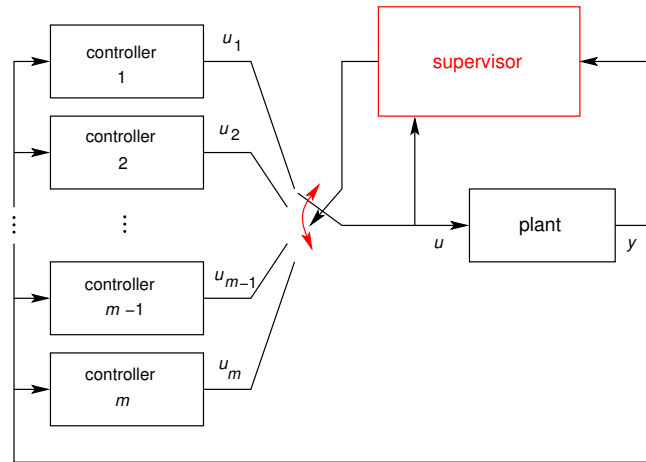 controller
1
u1
supervisor
controller
2
u2
⋮
⋮
plant
u
y
controller
m −1
um−1
controller
m
um